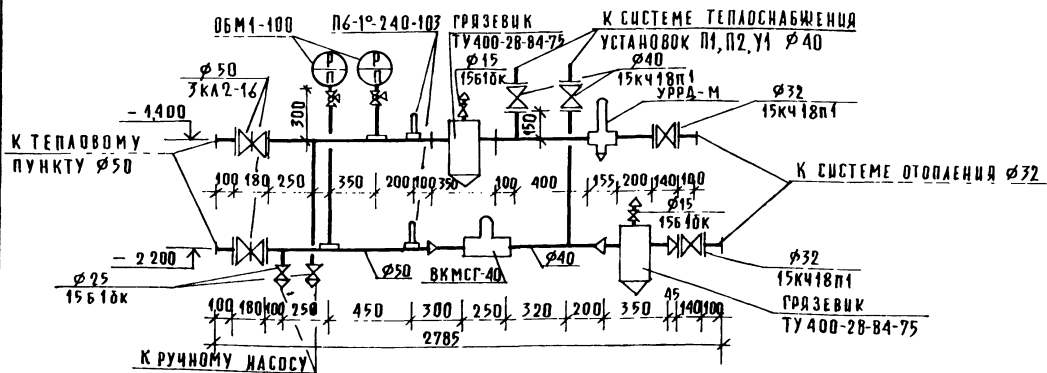 ОБМ1-100
П6-1°-240-103
ГРЯЗЕВИК
ТУ 400-28-84-75
К СИСТЕМЕ ТЕПЛОСНАБЖЕНИЯ
УСТАНОВОК П1, П2, У1 Ø40
Ø50
3КЛ2-16
Р
П
Р
П
Ø15
15Б1бк
Ø40
15КЧ18П1
УРРД-М
Ø32
15КЧ18П1
300
150
-1,400
К ТЕПЛОВОМУ
ПУНКТУ Ø50
К СИСТЕМЕ ОТОПЛЕНИЯ Ø32
100 180 250 350 200 100 350 100 400 155 200 140 100
Ø15
15Б1бк
-2 200
Ø25
15Б1бк
Ø50
ВКМСГ-40
Ø40
Ø32
15КЧ18П1
ГРЯЗЕВИК
ТУ 400-28-84-75
100 180 100 250 450 300 250 320 200 350 45 140 100
2785
К РУЧНОМУ НАСОСУ